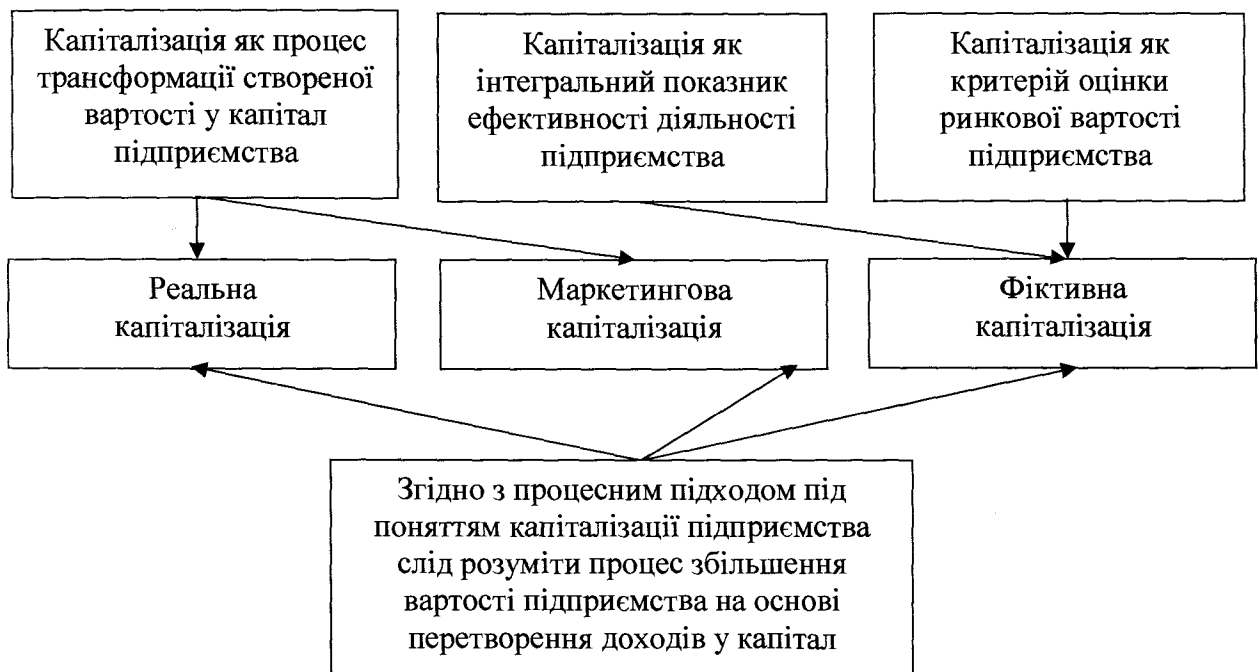 Капіталізація як процес
трансформації створеної
вартості у капітал
підприємства
Капіталізація як
інтегральний показник
ефективності діяльності
підприємства
Капіталізація як
критерій оцінки
ринкової вартості
підприємства
Реальна
капіталізація
Маркетингова
капіталізація
Фіктивна
капіталізація
Згідно з процесним підходом під
поняттям капіталізації підприємства
слід розуміти процес збільшення
вартості підприємства на основі
перетворення доходів у капітал